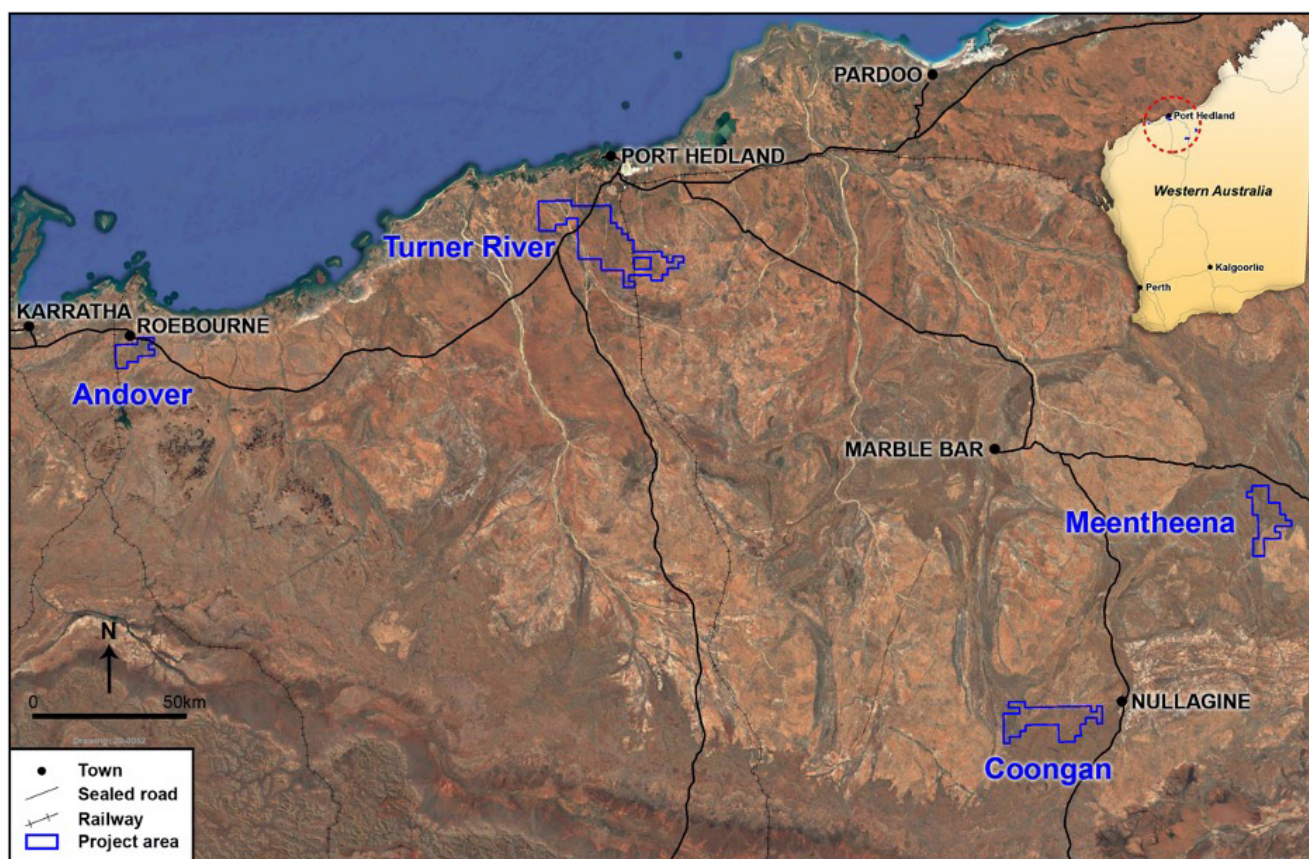 PARDOO
Port Hedland
PORT HEDLAND
Western Australia
Turner River
Kalgoorlie
Perth
KARRATHA
ROEBOURNE
Andover
MARBLE BAR
Meentheena
N
0 50km
NULLAGINE
Coongan
Town
Sealed road
Railway
Project area